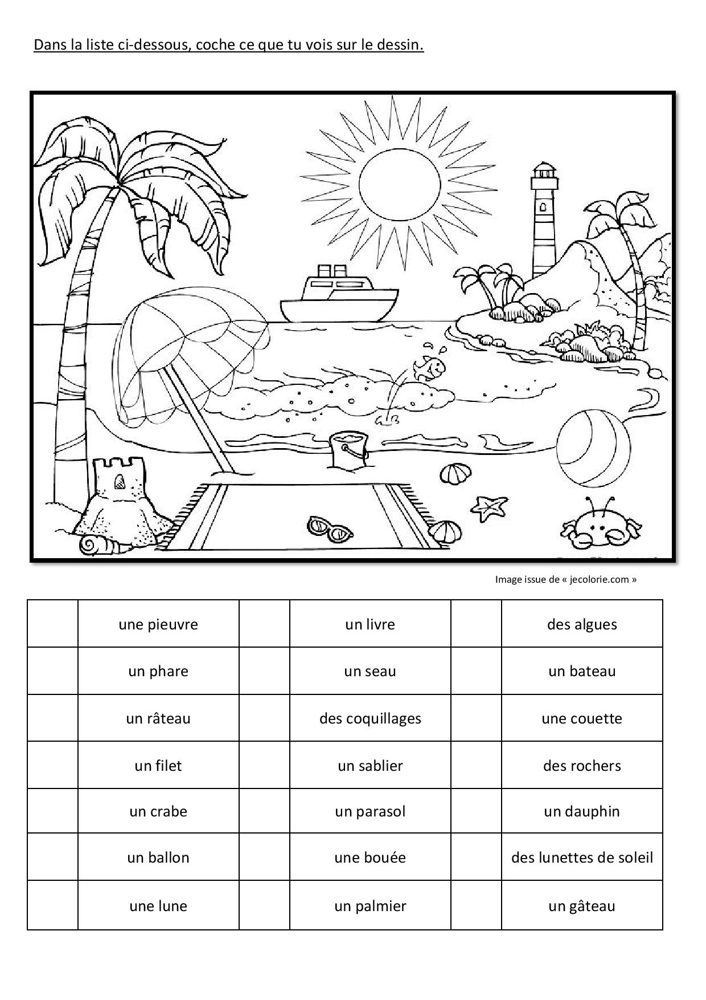 Dans la liste ci-dessous, coche ce que tu vois sur le dessin.
Image issue de « jecolorie.com »
une pieuvre un livre des algues
un phare un seau un bateau
un râteau des coquillages une couette
un filet un sablier des rochers
un crabe un parasol un dauphin
un ballon une bouée des lunettes de soleil
une lune un palmier un gâteau